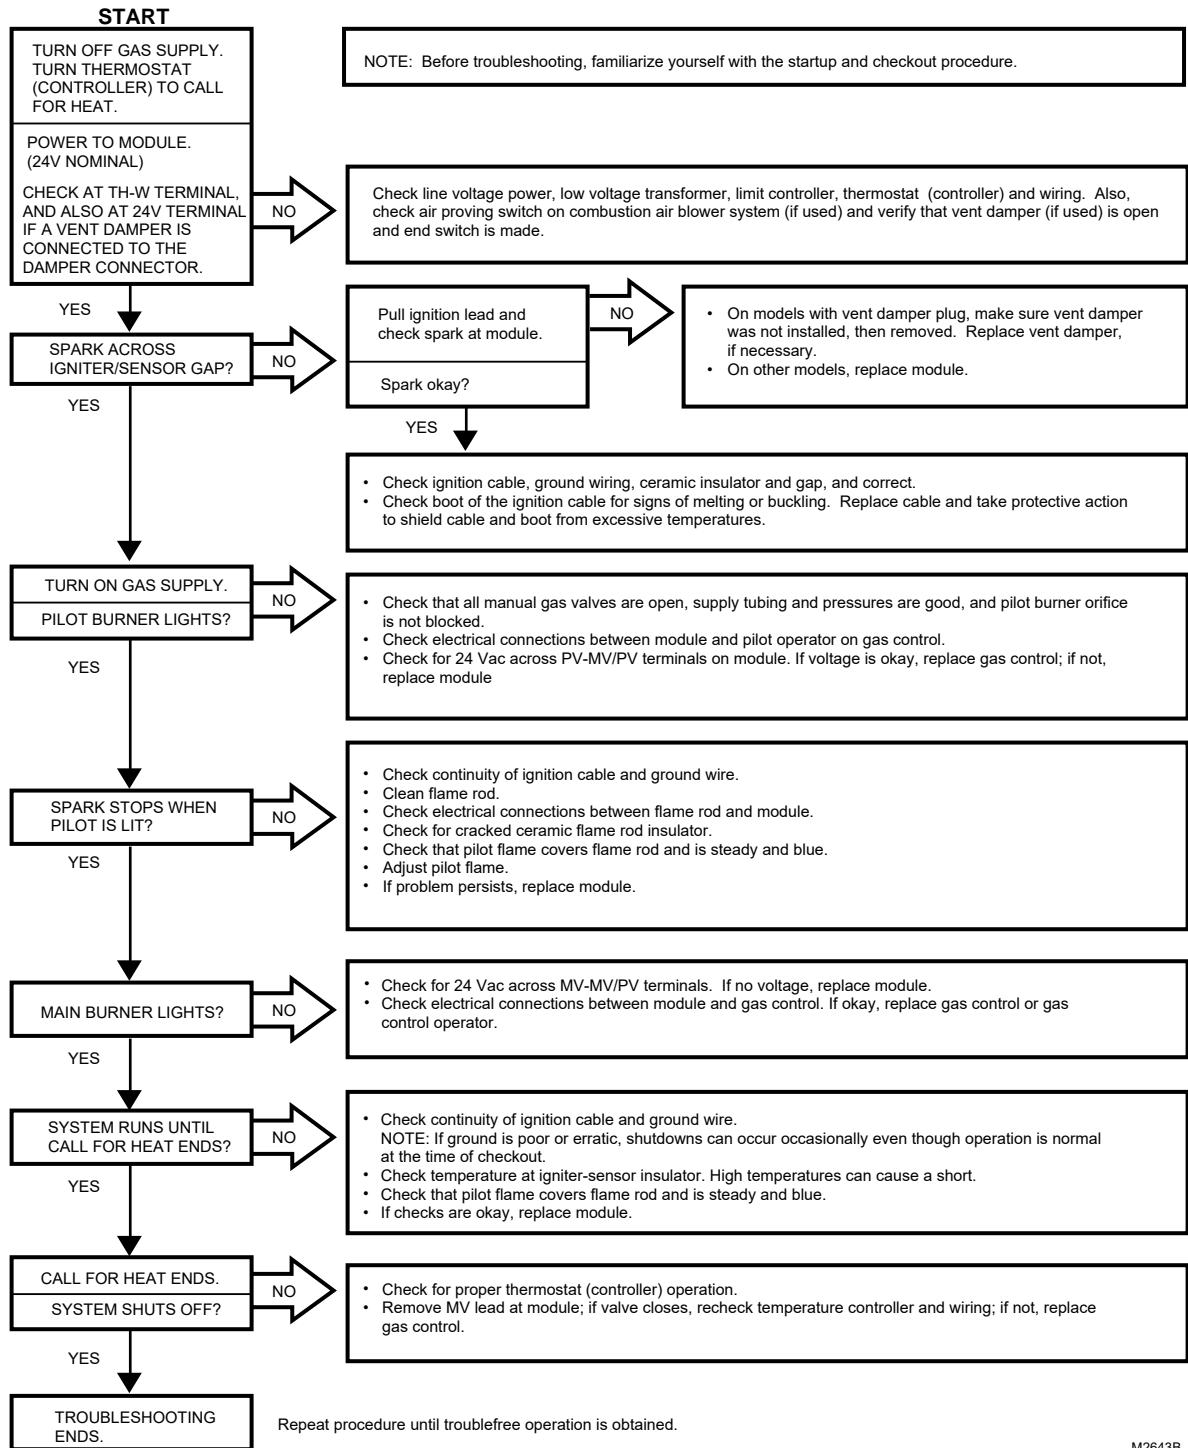 START
TURN OFF GAS SUPPLY.
TURN THERMOSTAT
(CONTROLLER) TO CALL
FOR HEAT.
NOTE: Before troubleshooting, familiarize yourself with the startup and checkout procedure.
POWER TO MODULE.
(24V NOMINAL)
CHECK AT TH-W TERMINAL,
AND ALSO AT 24V TERMINAL
IF A VENT DAMPER IS
CONNECTED TO THE
DAMPER CONNECTOR.
NO
Check line voltage power, low voltage transformer, limit controller, thermostat (controller) and wiring. Also,
check air proving switch on combustion air blower system (if used) and verify that vent damper (if used) is open
and end switch is made.
YES
SPARK ACROSS
IGNITER/SENSOR GAP?
NO
Pull ignition lead and
check spark at module.
Spark okay?
NO
• On models with vent damper plug, make sure vent damper
was not installed, then removed. Replace vent damper,
if necessary.
• On other models, replace module.
YES
YES
• Check ignition cable, ground wiring, ceramic insulator and gap, and correct.
• Check boot of the ignition cable for signs of melting or buckling. Replace cable and take protective action
to shield cable and boot from excessive temperatures.
TURN ON GAS SUPPLY.
PILOT BURNER LIGHTS?
NO
• Check that all manual gas valves are open, supply tubing and pressures are good, and pilot burner orifice
is not blocked.
• Check electrical connections between module and pilot operator on gas control.
• Check for 24 Vac across PV-MV/PV terminals on module. If voltage is okay, replace gas control; if not,
replace module
YES
SPARK STOPS WHEN
PILOT IS LIT?
NO
• Check continuity of ignition cable and ground wire.
• Clean flame rod.
• Check electrical connections between flame rod and module.
• Check for cracked ceramic flame rod insulator.
• Check that pilot flame covers flame rod and is steady and blue.
• Adjust pilot flame.
• If problem persists, replace module.
YES
MAIN BURNER LIGHTS?
NO
• Check for 24 Vac across MV-MV/PV terminals. If no voltage, replace module.
• Check electrical connections between module and gas control. If okay, replace gas control or gas
control operator.
YES
SYSTEM RUNS UNTIL
CALL FOR HEAT ENDS?
NO
• Check continuity of ignition cable and ground wire.
NOTE: If ground is poor or erratic, shutdowns can occur occasionally even though operation is normal
at the time of checkout.
• Check temperature at igniter-sensor insulator. High temperatures can cause a short.
• Check that pilot flame covers flame rod and is steady and blue.
• If checks are okay, replace module.
YES
CALL FOR HEAT ENDS.
SYSTEM SHUTS OFF?
NO
• Check for proper thermostat (controller) operation.
• Remove MV lead at module; if valve closes, recheck temperature controller and wiring; if not, replace
gas control.
YES
TROUBLESHOOTING
ENDS.
Repeat procedure until troublefree operation is obtained.
M2643B